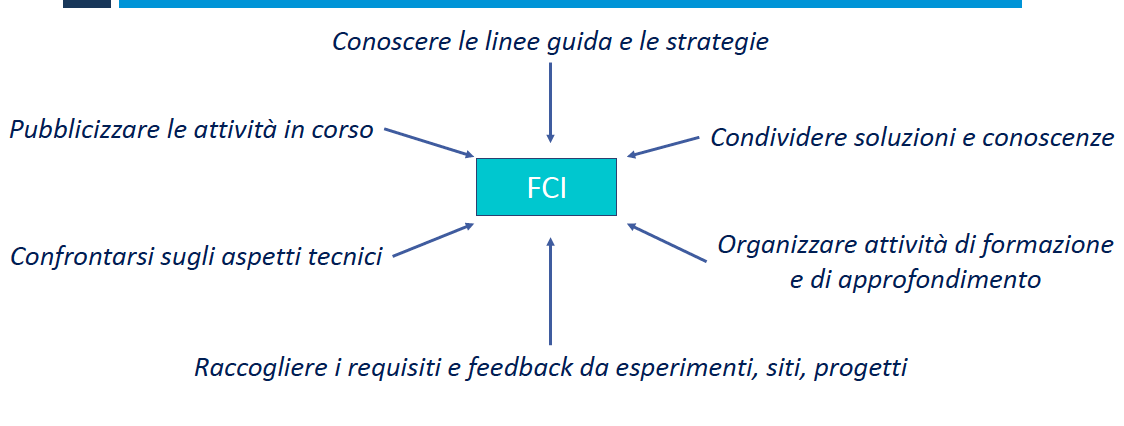 Conoscere le linee guida e le strategie
Pubblicizzare le attività in corso
Condividere soluzioni e conoscenze
FCI
Confrontarsi sugli aspetti tecnici
Organizzare attività di formazione
e di approfondimento
Raccogliere i requisiti e feedback da esperimenti, siti, progetti